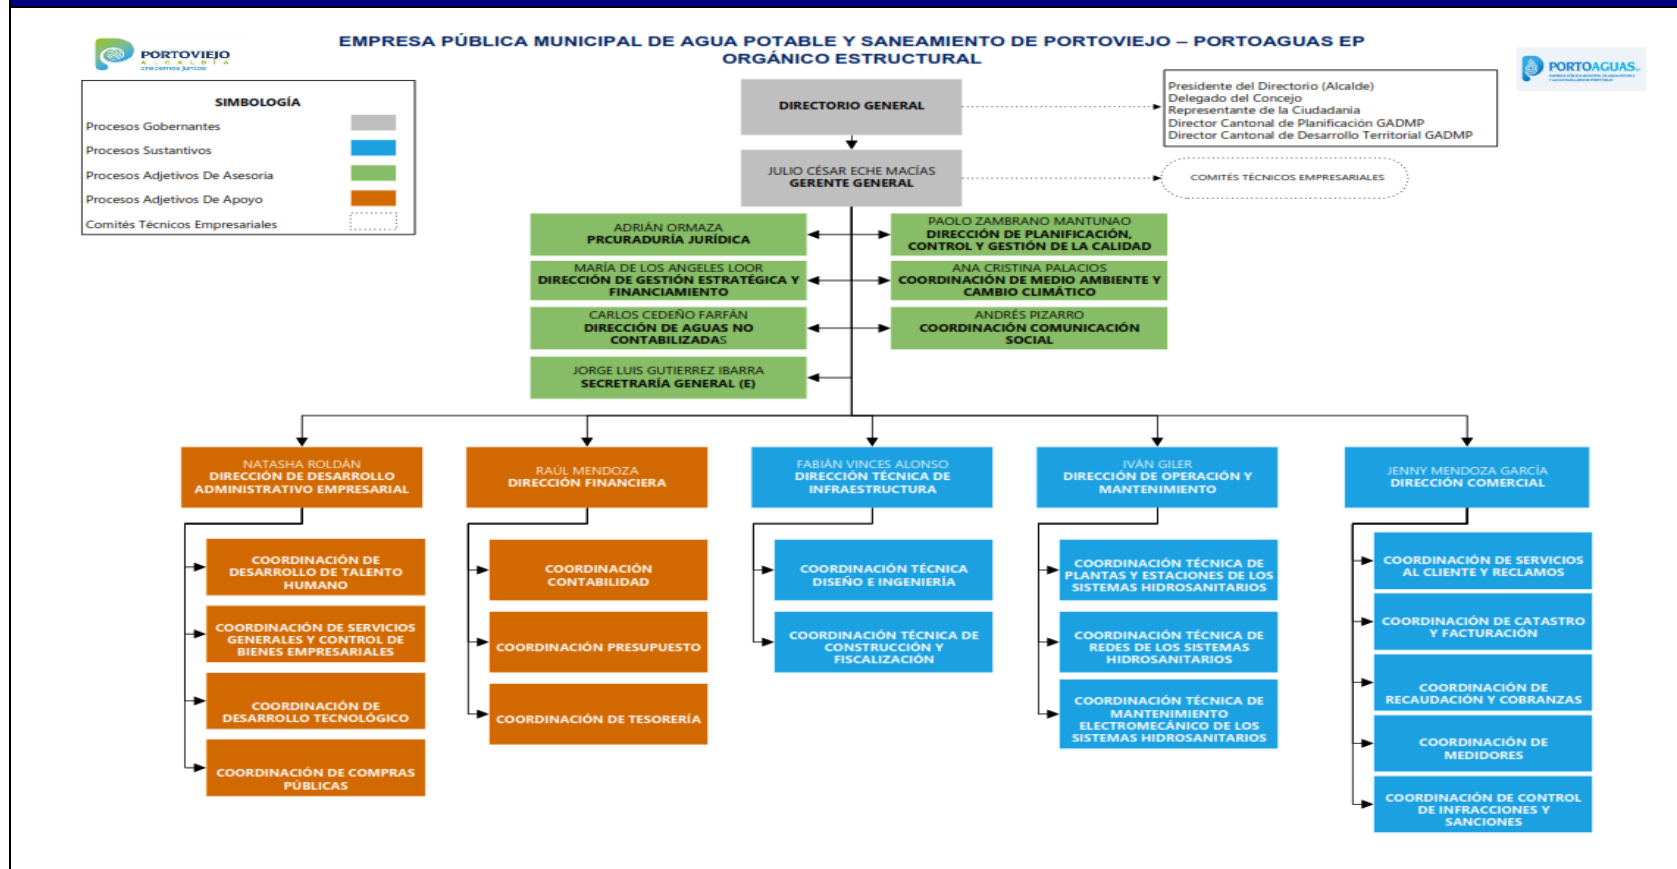 EMPRESA PÚBLICA MUNICIPAL DE AGUA POTABLE Y SANEAMIENTO DE PORTOVIEJO – PORTOAGUAS EP
ORGÁNICO ESTRUCTURAL
PORTOVIEJO
ALCALDÍA
crecemos juntos
PORTOAGUAS EP
SIMBOLOGÍA
Procesos Gobernantes
Procesos Sustantivos
Procesos Adjetivos De Asesoria
Procesos Adjetivos De Apoyo
Comités Técnicos Empresariales
DIRECTORIO GENERAL
Presidente del Directorio (Alcalde)
Delegado del Concejo
Representante de la Ciudadania
Director Cantonal de Planificación GADMP
Director Cantonal de Desarrollo Territorial GADMP
JULIO CÉSAR ECHE MACÍAS
GERENTE GENERAL
COMITÉS TÉCNICOS EMPRESARIALES
ADRIÁN ORMAZA
PRCURADURÍA JURÍDICA
PAOLO ZAMBRANO MANTUNAO
DIRECCIÓN DE PLANIFICACIÓN,
CONTROL Y GESTIÓN DE LA CALIDAD
MARÍA DE LOS ANGELES LOOR
DIRECCIÓN DE GESTIÓN ESTRATÉGICA Y
FINANCIAMIENTO
ANA CRISTINA PALACIOS
COORDINACIÓN DE MEDIO AMBIENTE Y
CAMBIO CLIMÁTICO
CARLOS CEDEÑO FARFÁN
DIRECCIÓN DE AGUAS NO
CONTABILIZADAS
ANDRÉS PIZARRO
COORDINACIÓN COMUNICACIÓN
SOCIAL
JORGE LUIS GUTIERREZ IBARRA
SECRETRARÍA GENERAL (E)
NATASHA ROLDÁN
DIRECCIÓN DE DESARROLLO
ADMINISTRATIVO EMPRESARIAL
RAÚL MENDOZA
DIRECCIÓN FINANCIERA
FABIÁN VINCES ALONSO
DIRECCIÓN TÉCNICA DE
INFRAESTRUCTURA
IVÁN GILER
DIRECCIÓN DE OPERACIÓN Y
MANTENIMIENTO
JENNY MENDOZA GARCÍA
DIRECCIÓN COMERCIAL
COORDINACIÓN DE
DESARROLLO DE TALENTO
HUMANO
COORDINACIÓN DE SERVICIOS
GENERALES Y CONTROL DE
BIENES EMPRESARIALES
COORDINACIÓN DE
DESARROLLO TECNOLÓGICO
COORDINACIÓN DE COMPRAS
PÚBLICAS
COORDINACIÓN
CONTABILIDAD
COORDINACIÓN PRESUPUESTO
COORDINACIÓN DE TESORERÍA
COORDINACIÓN TÉCNICA
DISEÑO E INGENIERÍA
COORDINACIÓN TÉCNICA DE
CONSTRUCCIÓN Y
FISCALIZACIÓN
COORDINACIÓN TÉCNICA DE
PLANTAS Y ESTACIONES DE LOS
SISTEMAS HIDROSANITARIOS
COORDINACIÓN TÉCNICA DE
REDES DE LOS SISTEMAS
HIDROSANITARIOS
COORDINACIÓN TÉCNICA DE
MANTENIMIENTO
ELECTROMECÁNICO DE LOS
SISTEMAS HIDROSANITARIOS
COORDINACIÓN DE SERVICIOS
AL CLIENTE Y RECLAMOS
COORDINACIÓN DE CATASTRO
Y FACTURACIÓN
COORDINACIÓN DE
RECAUDACIÓN Y COBRANZAS
COORDINACIÓN DE
MEDIDORES
COORDINACIÓN DE CONTROL
DE INFRACCIONES Y
SANCIONES